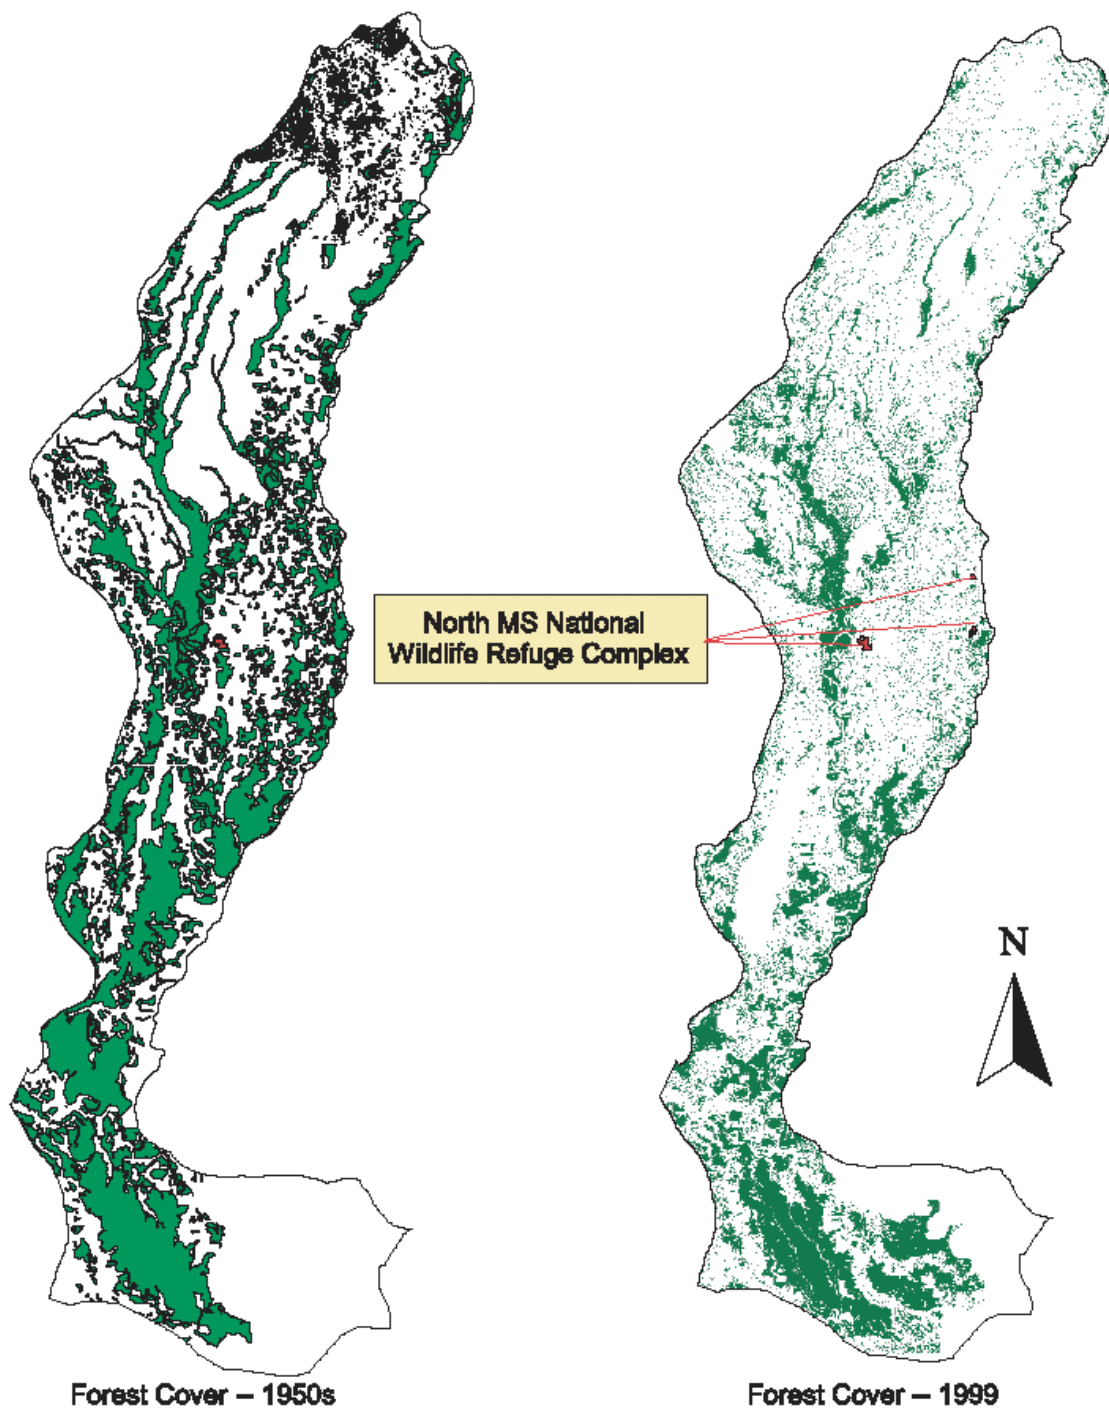 North MS National
Wildlife Refuge Complex
N
Forest Cover – 1950s
Forest Cover – 1999